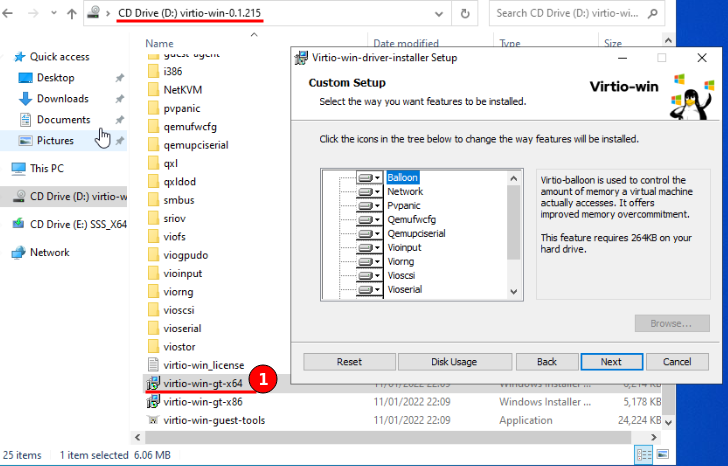 CD Drive (D:) virtio-win-0.1.215
Search CD Drive (D:) virtio-wi...
Name
Date modified
Type
Size
Quick access
Desktop
Downloads
Documents
Pictures
This PC
CD Drive (D:) virtio-w
CD Drive (E:) SSS_X64
Network
guest-agent
i386
NetKVM
pvpanic
qemufwcfg
qemupciserial
qxl
qxldod
smbus
sriov
viofs
viogpudo
vioinput
viorng
vioscsi
vioserial
viostor
virtio-win_license
virtio-win-gt-x64
1
11/01/2022 22:09
Windows Installer ...
6,214 KB
virtio-win-gt-x86
11/01/2022 22:09
Windows Installer ...
5,178 KB
virtio-win-guest-tools
11/01/2022 22:09
Application
24,224 KB
25 items
1 item selected 6.06 MB
Virtio-win-driver-installer Setup
Custom Setup
Select the way you want features to be installed.
Virtio-win
Click the icons in the tree below to change the way features will be installed.
Balloon
Network
Pvpanic
Qemufwcfg
Qemupciserial
Vioinput
Viorng
Vioscsi
Vioserial
Virtio-balloon is used to control the
amount of memory a virtual machine
actually accesses. It offers
improved memory overcommitment.
This feature requires 264KB on your
hard drive.
Browse...
Reset
Disk Usage
Back
Next
Cancel